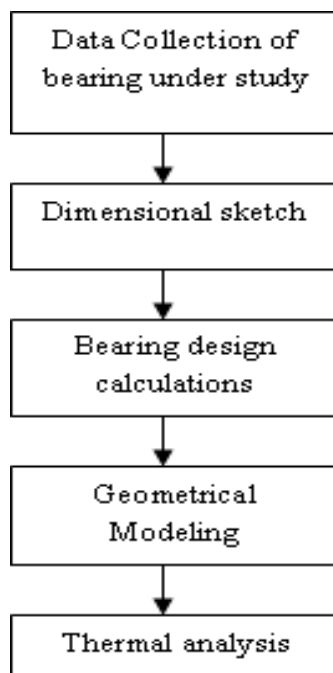 Data Collection of
bearing under study
Dimensional sketch
Bearing design
calculations
Geometrical
Modeling
Thermal analysis